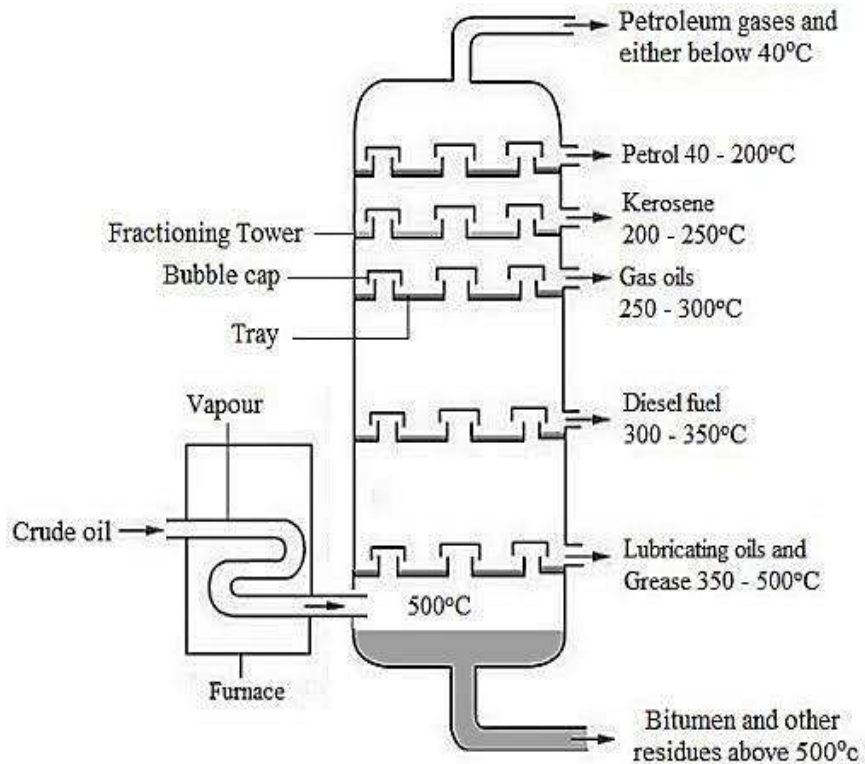 Petroleum gases and
either below 40°C
Petrol 40 - 200°C
Kerosene
200 - 250°C
Fractioning Tower
Bubble cap
Gas oils
250 - 300°C
Tray
Vapour
Diesel fuel
300 - 350°C
Crude oil
Lubricating oils and
Grease 350 - 500°C
500°C
Furnace
Bitumen and other
residues above 500°c